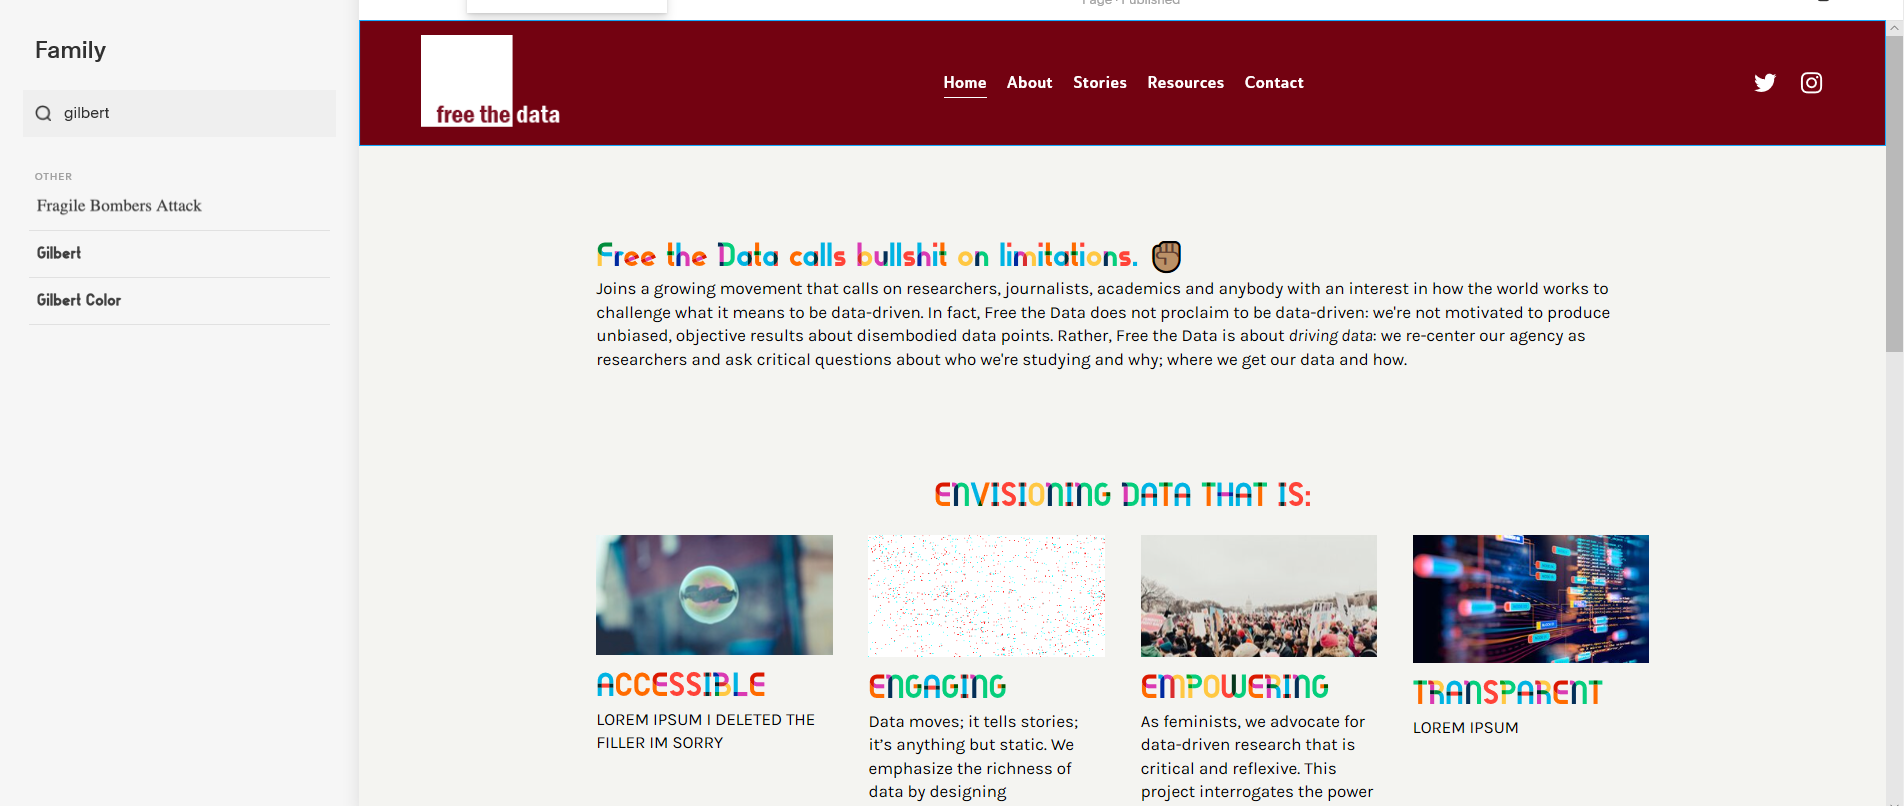 Page · Published
Family
gilbert
OTHER
Fragile Bombers Attack
Gilbert
Gilbert Color
free the data
Home About Stories Resources Contact
Free the Data calls bullshit on limitations. ✊🏽
Joins a growing movement that calls on researchers, journalists, academics and anybody with an interest in how the world works to
challenge what it means to be data-driven. In fact, Free the Data does not proclaim to be data-driven: we're not motivated to produce
unbiased, objective results about disembodied data points. Rather, Free the Data is about driving data: we re-center our agency as
researchers and ask critical questions about who we're studying and why; where we get our data and how.
ENVISIONING DATA THAT IS:
ACCESSIBLE
LOREM IPSUM I DELETED THE
FILLER IM SORRY
ENGAGING
Data moves; it tells stories;
it’s anything but static. We
emphasize the richness of
data by designing
EMPOWERING
As feminists, we advocate for
data-driven research that is
critical and reflexive. This
project interrogates the power
TRANSPARENT
LOREM IPSUM